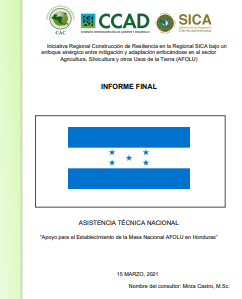 CAC
CCAD
SICA
Iniciativa Regional Construcción de Resiliencia en la Regional SICA bajo un
enfoque sinérgico entre mitigación y adaptación enfocándose en el sector
Agricultura, Silvicultura y otros Usos de la Tierra (AFOLU)
INFORME FINAL
ASISTENCIA TÉCNICA NACIONAL
"Apoyo para el Establecimiento de la Mesa Nacional AFOLU en Honduras"
15 MARZO, 2021
Nombre del consultor: Mirza Castro, M.Sc.